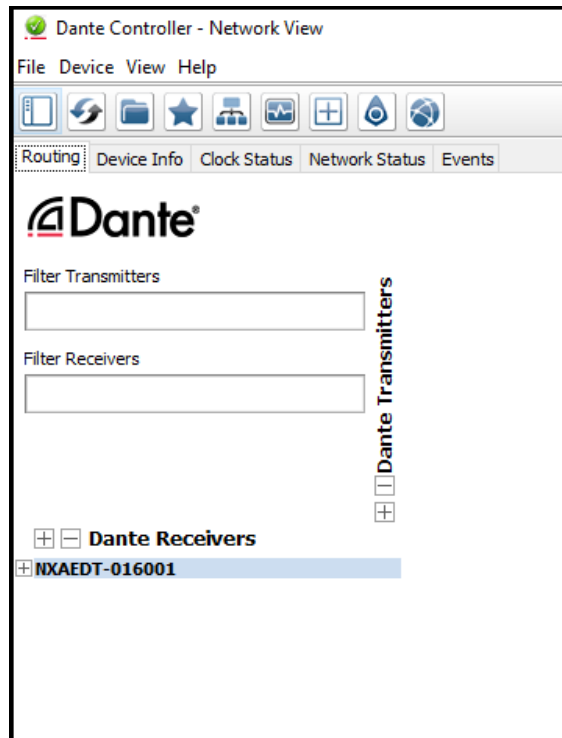 Dante Controller - Network View
File Device View Help
Routing Device Info Clock Status Network Status Events
Dante®
Filter Transmitters
Filter Receivers
Dante Transmitters
Dante Receivers
NXAEDT-016001